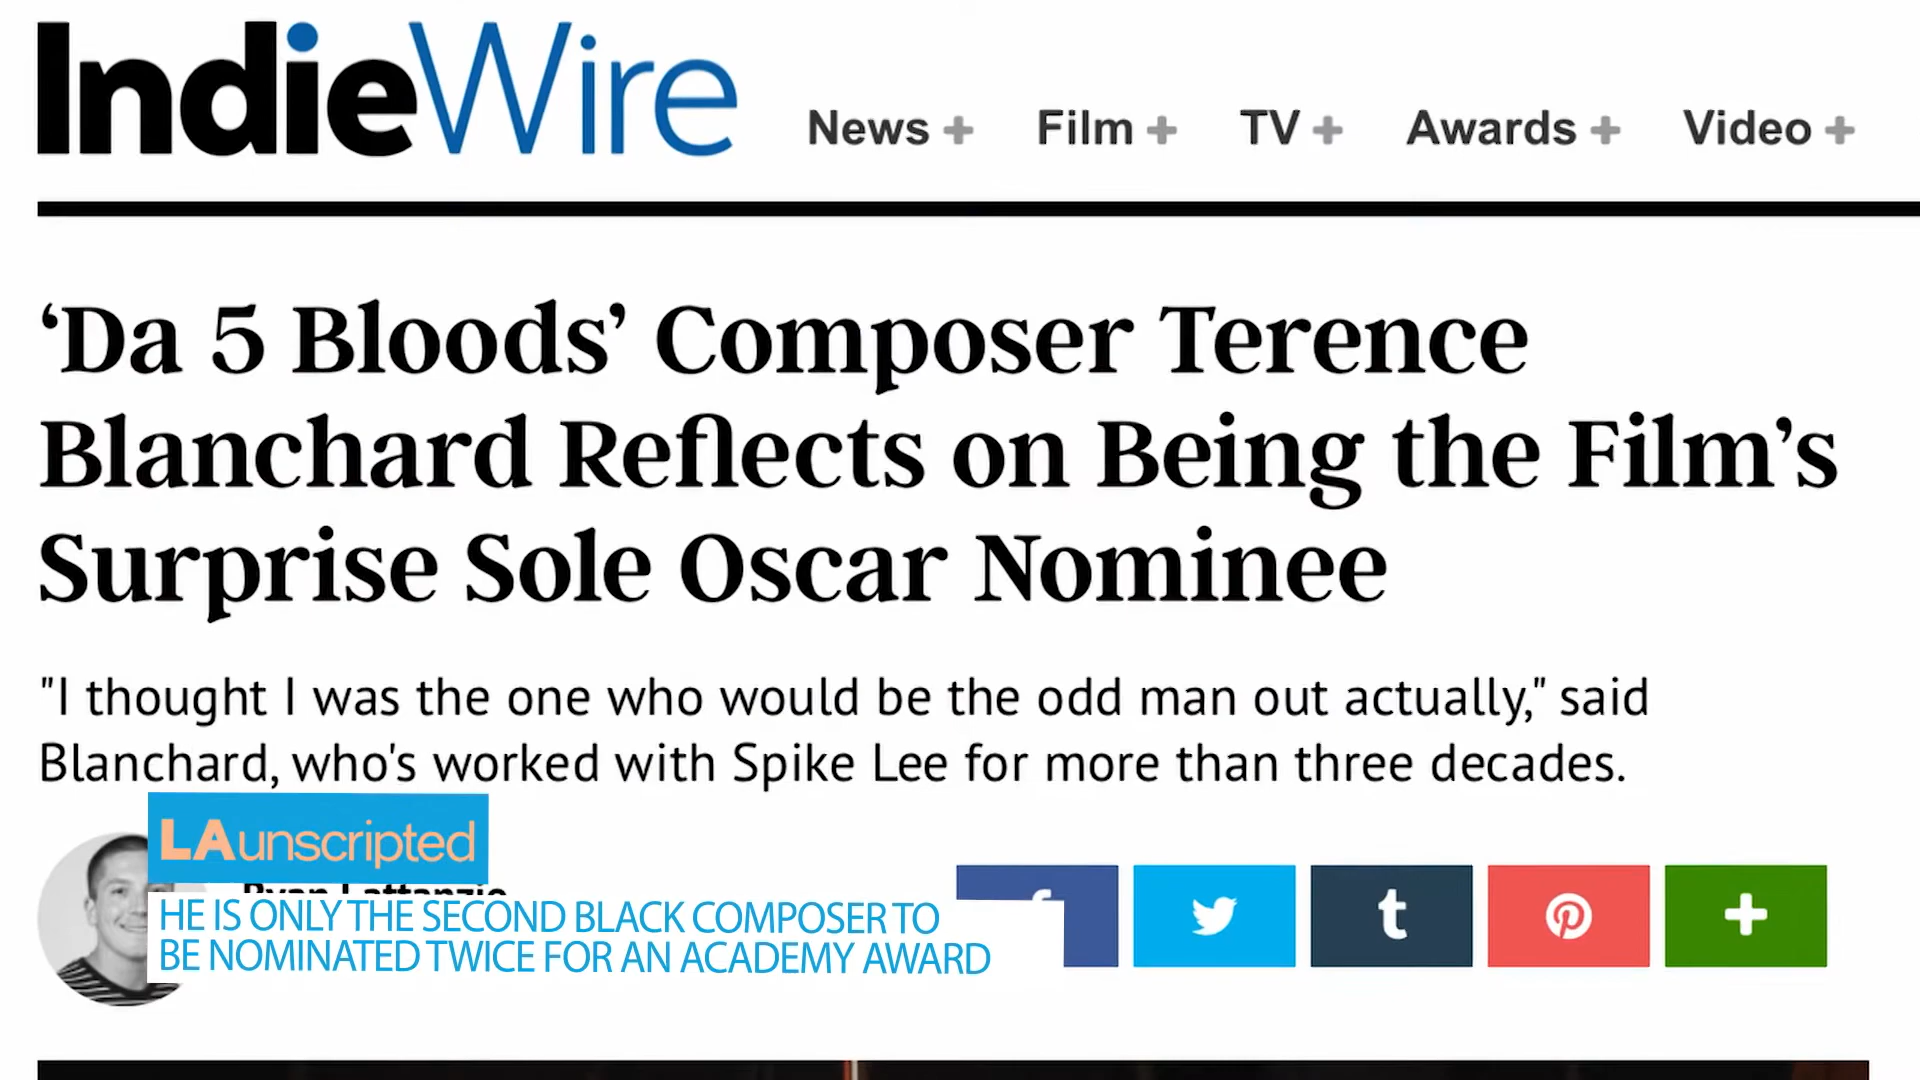 IndieWire
News + Film + TV + Awards + Video +
‘Da 5 Bloods’ Composer Terence
Blanchard Reflects on Being the Film’s
Surprise Sole Oscar Nominee
"I thought I was the one who would be the odd man out actually," said
Blanchard, who's worked with Spike Lee for more than three decades.
LAunscripted
Ryan Lattanzio
HE IS ONLY THE SECOND BLACK COMPOSER TO
BE NOMINATED TWICE FOR AN ACADEMY AWARD